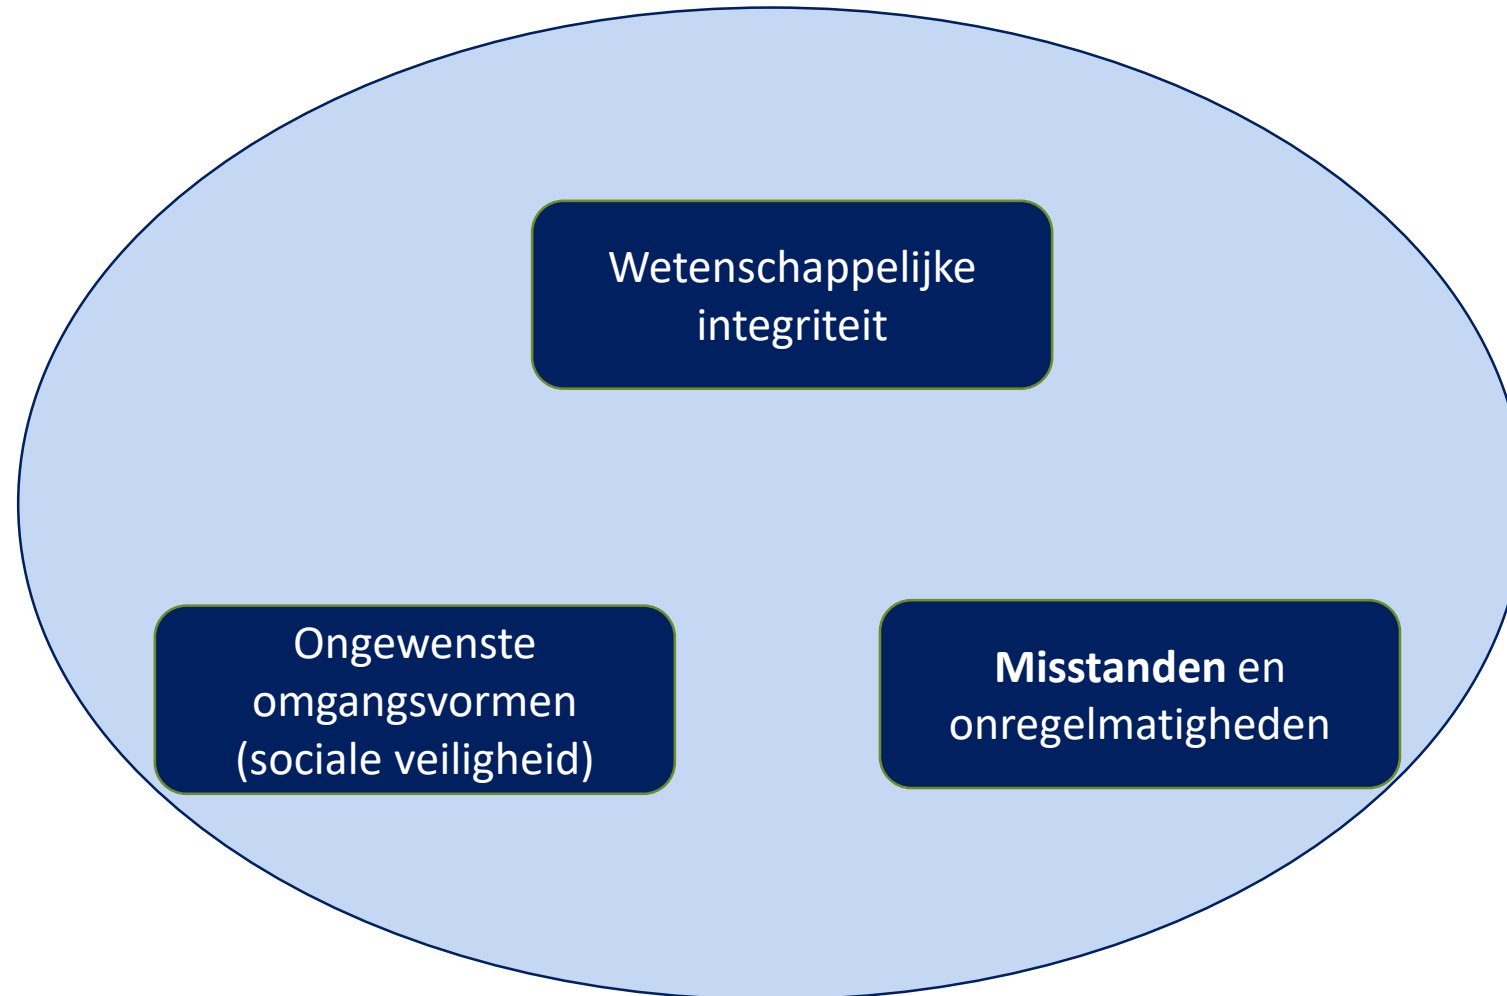 Wetenschappelijke
integriteit
Ongewenste
omgangsvormen
(sociale veiligheid)
Misstanden en
onregelmatigheden